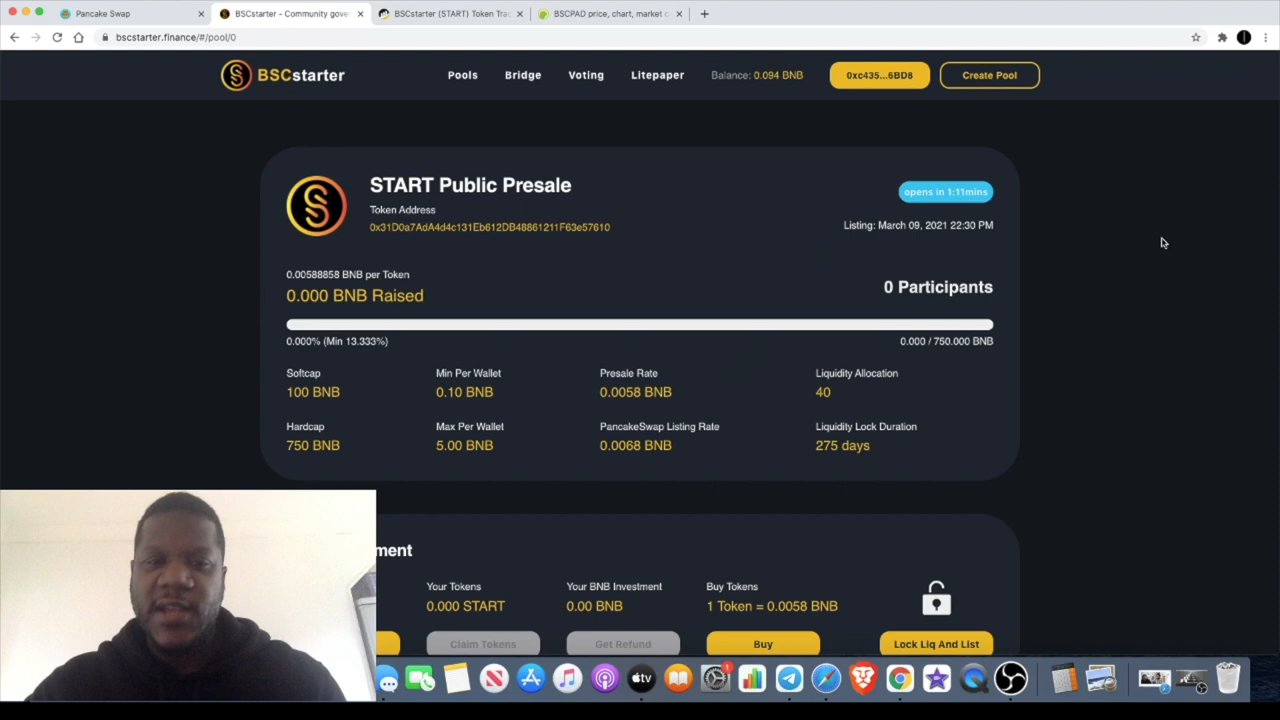 Pancake Swap
BSCstarter - Community gove
BSCstarter (START) Token Tra
BSCPAD price, chart, market c
bscstarter.finance/#/pool/0
BSCstarter
Pools
Bridge
Voting
Litepaper
Balance: 0.094 BNB
0xc435...6BD8
Create Pool
START Public Presale
opens in 1:11mins
Token Address
0x31D0a7AdA4d4c131Eb612DB48861211F63e57610
Listing: March 09, 2021 22:30 PM
0.00588858 BNB per Token
0.000 BNB Raised
0 Participants
0.000% (Min 13.333%)
0.000 / 750.000 BNB
Softcap
Min Per Wallet
Presale Rate
Liquidity Allocation
100 BNB
0.10 BNB
0.0058 BNB
40
Hardcap
Max Per Wallet
PancakeSwap Listing Rate
Liquidity Lock Duration
750 BNB
5.00 BNB
0.0068 BNB
275 days
ment
Your Tokens
Your BNB Investment
Buy Tokens
0.000 START
0.00 BNB
1 Token = 0.0058 BNB
Claim Tokens
Get Refund
Buy
Lock Liq And List
tv
1